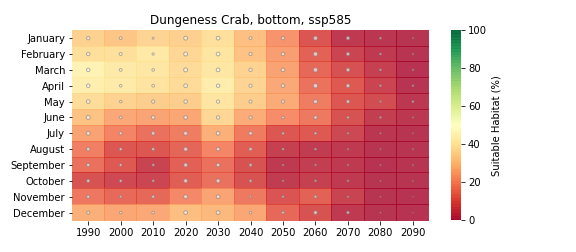 Dungeness Crab, bottom, ssp585
January
February
March
April
May
June
July
August
September
October
November
December
1990 2000 2010 2020 2030 2040 2050 2060 2070 2080 2090
100
80
60
40
20
0
Suitable Habitat (%)